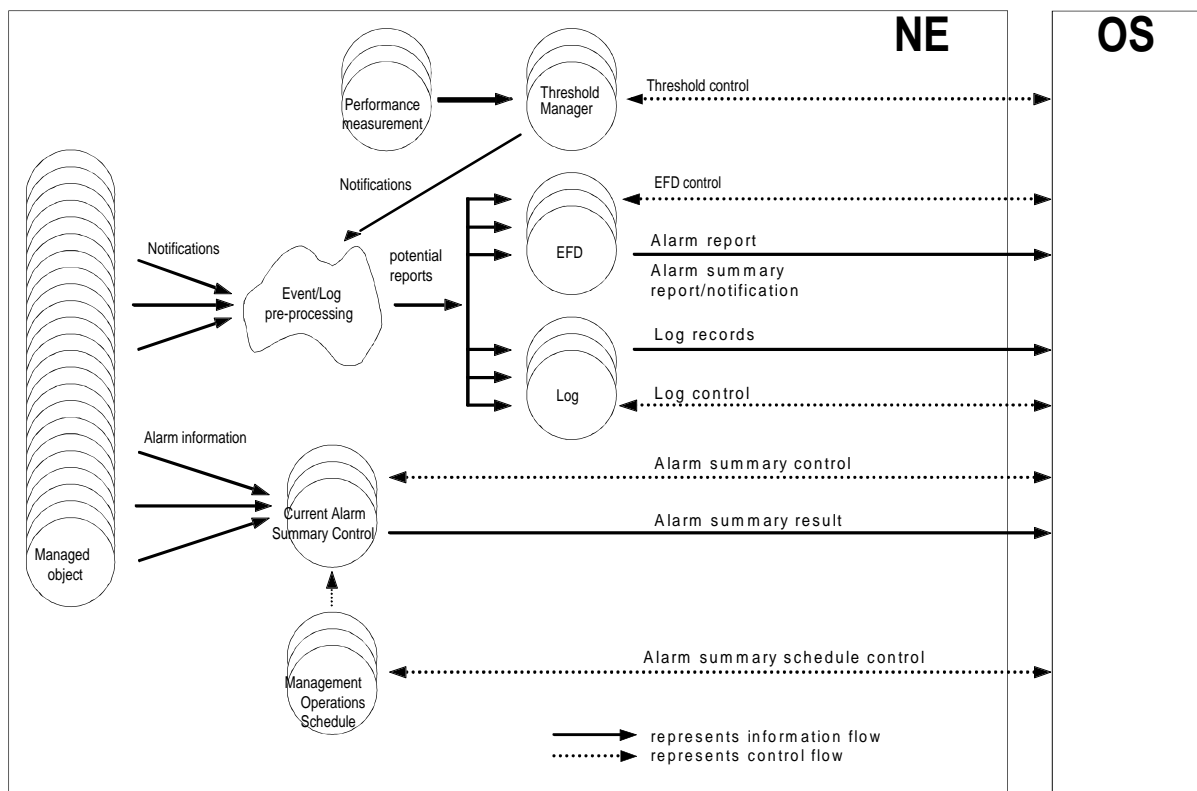 NE
OS
Performance
measurement
Threshold
Manager
Threshold control
Notifications
EFD control
Notifications
potential
reports
Event/Log
pre-processing
EFD
Alarm report
Alarm summary
report/notification
Log records
Log
Log control
Alarm information
Alarm summary control
Current Alarm
Summary Control
Alarm summary result
Managed
object
Alarm summary schedule control
Management
Operations
Schedule
represents information flow
represents control flow